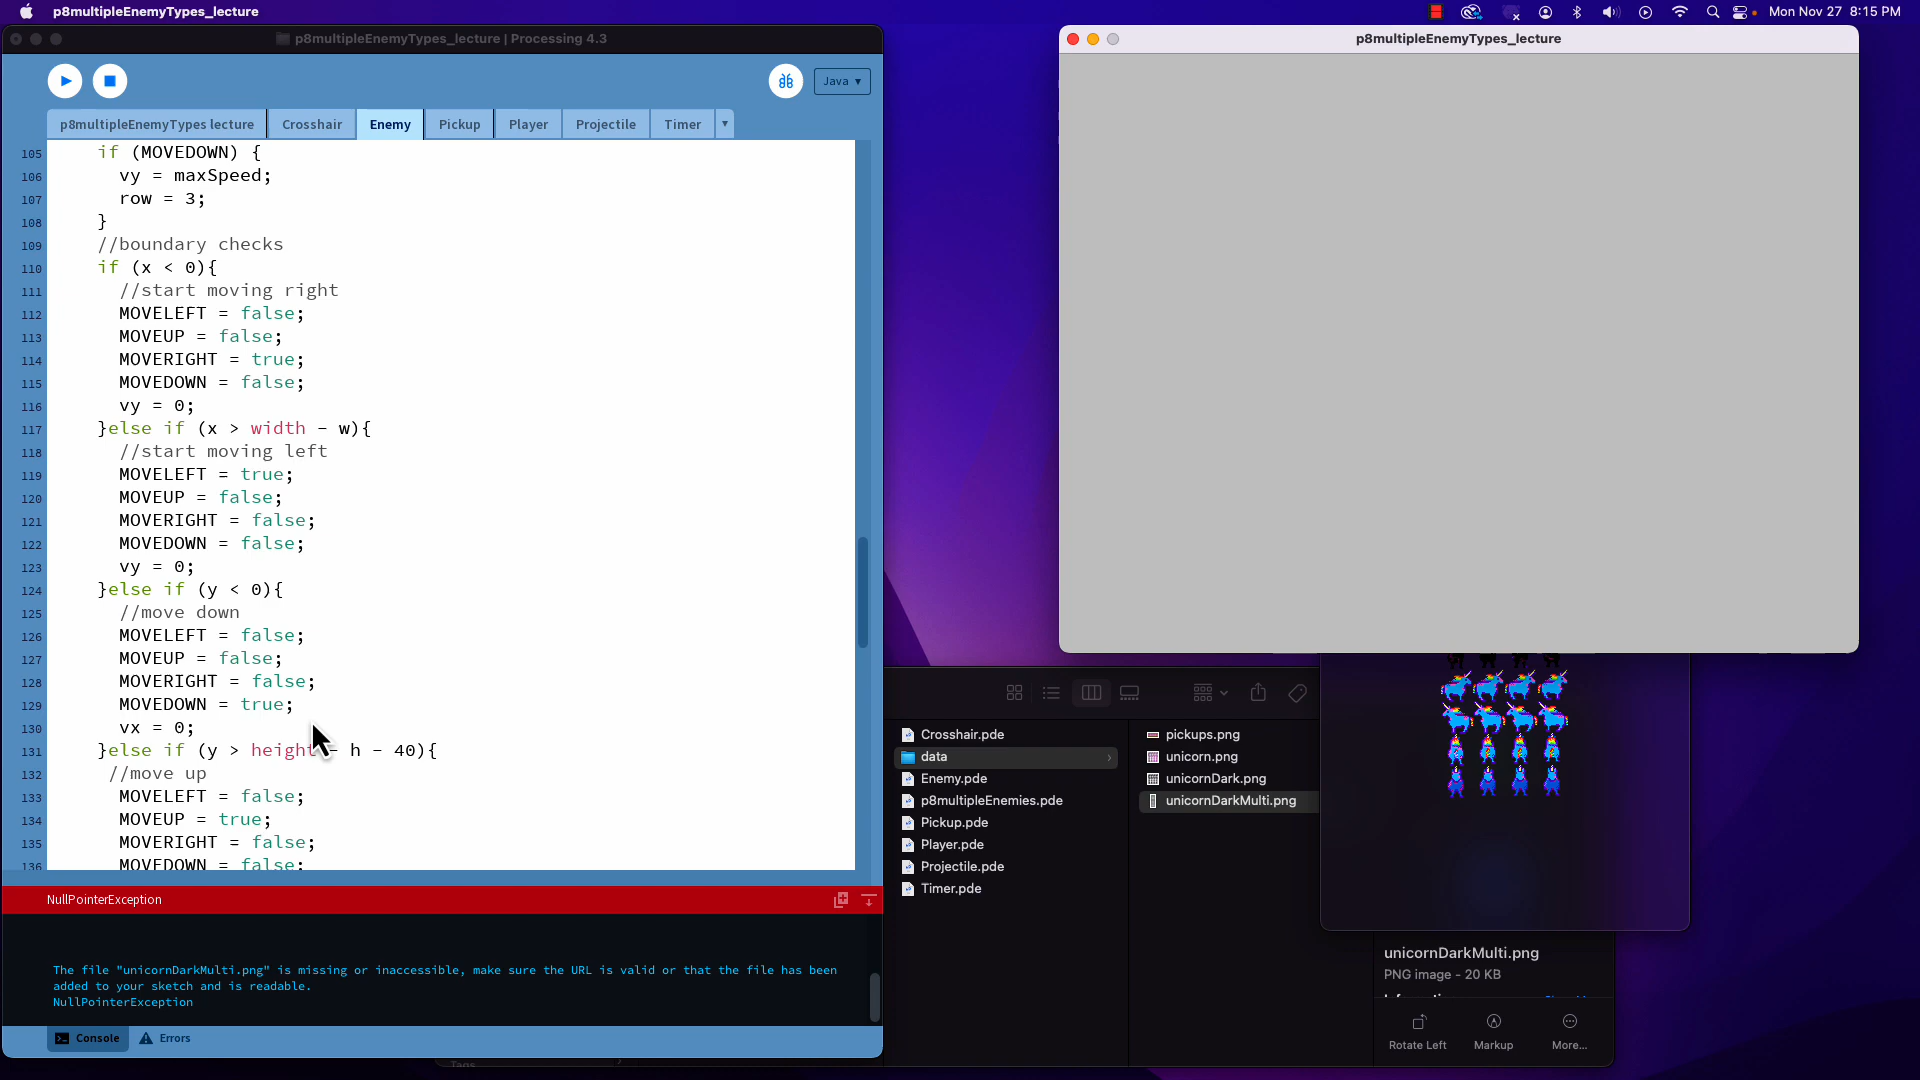 p8multipleEnemyTypes_lecture
Mon Nov 27 8:15 PM
p8multipleEnemyTypes_lecture | Processing 4.3
Java ▾
p8multipleEnemyTypes lecture Crosshair Enemy Pickup Player Projectile Timer
105 if (MOVEDOWN) {
106 vy = maxSpeed;
107 row = 3;
108 }
109 //boundary checks
110 if (x < 0){
111 //start moving right
112 MOVELEFT = false;
113 MOVEUP = false;
114 MOVERIGHT = true;
115 MOVEDOWN = false;
116 vy = 0;
117 }else if (x > width - w){
118 //start moving left
119 MOVELEFT = true;
120 MOVEUP = false;
121 MOVERIGHT = false;
122 MOVEDOWN = false;
123 vy = 0;
124 }else if (y < 0){
125 //move down
126 MOVELEFT = false;
127 MOVEUP = false;
128 MOVERIGHT = false;
129 MOVEDOWN = true;
130 vx = 0;
131 }else if (y > height - h - 40){
132 //move up
133 MOVELEFT = false;
134 MOVEUP = true;
135 MOVERIGHT = false;
136 MOVEDOWN = false;
NullPointerException
The file "unicornDarkMulti.png" is missing or inaccessible, make sure the URL is valid or that the file has been
added to your sketch and is readable.
NullPointerException
Console Errors
p8multipleEnemyTypes_lecture
Crosshair.pde
data
Enemy.pde
p8multipleEnemies.pde
Pickup.pde
Player.pde
Projectile.pde
Timer.pde
pickups.png
unicorn.png
unicornDark.png
unicornDarkMulti.png
unicornDarkMulti.png
PNG image - 20 KB
Rotate Left Markup More...
Tags